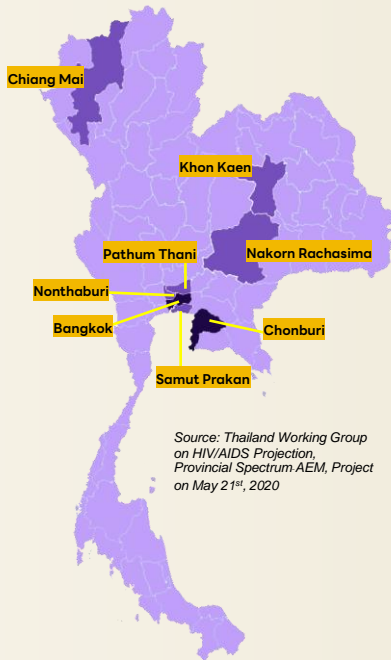 Chiang Mai
Khon Kaen
Pathum Thani
Nakorn Rachasima
Nonthaburi
Bangkok
Chonburi
Samut Prakan
Source: Thailand Working Group
on HIV/AIDS Projection,
Provincial Spectrum-AEM, Project
on May 21st, 2020